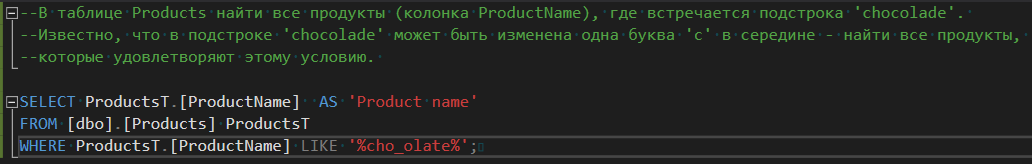 --В таблице Products найти все продукты (колонка ProductName), где встречается подстрока 'chocolade'.
--Известно, что в подстроке 'chocolade' может быть изменена одна буква 'c' в середине - найти все продукты,
--которые удовлетворяют этому условию.
SELECT ProductsT.[ProductName]  AS 'Product name'
FROM [dbo].[Products] ProductsT
WHERE ProductsT.[ProductName] LIKE '%cho_olate%';